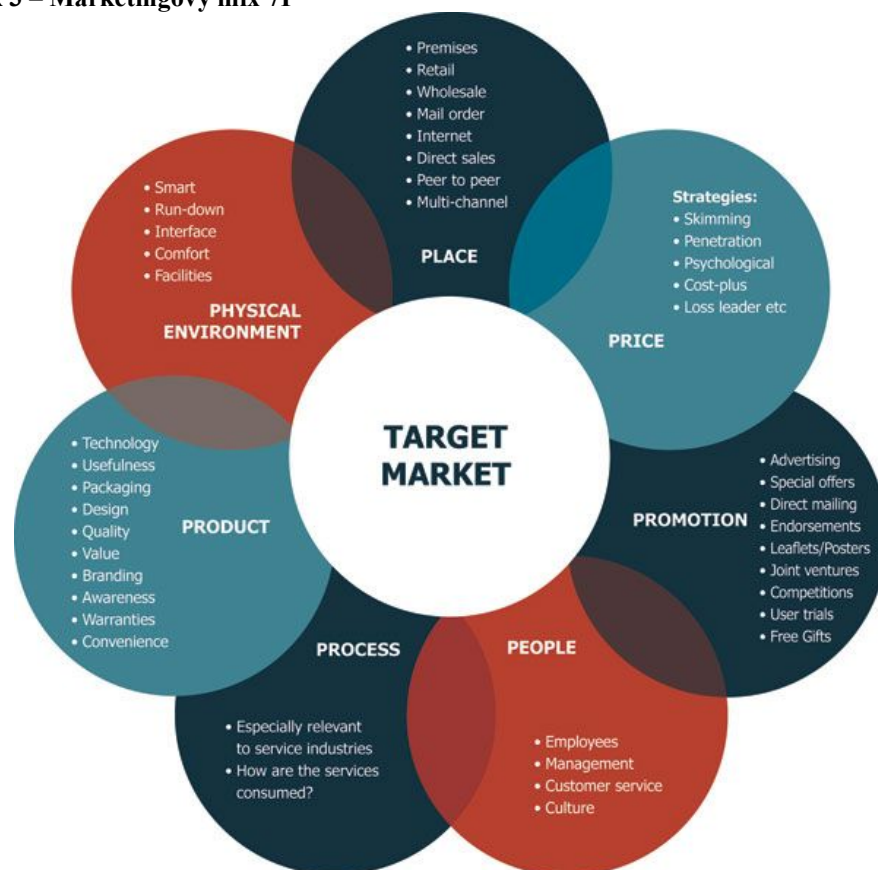 3 – Marketingový mix 7P
• Premises
• Retail
• Wholesale
• Mail order
• Internet
• Direct sales
• Peer to peer
• Multi-channel
PLACE
Strategies:
• Skimming
• Penetration
• Psychological
• Cost-plus
• Loss leader etc
PRICE
• Advertising
• Special offers
• Direct mailing
• Endorsements
• Leaflets/Posters
• Joint ventures
• Competitions
• User trials
• Free Gifts
PROMOTION
PEOPLE
• Employees
• Management
• Customer service
• Culture
PROCESS
• Especially relevant
to service industries
• How are the services
consumed?
• Technology
• Usefulness
• Packaging
• Design
• Quality
• Value
• Branding
• Awareness
• Warranties
• Convenience
PRODUCT
• Smart
• Run-down
• Interface
• Comfort
• Facilities
PHYSICAL
ENVIRONMENT
TARGET
MARKET